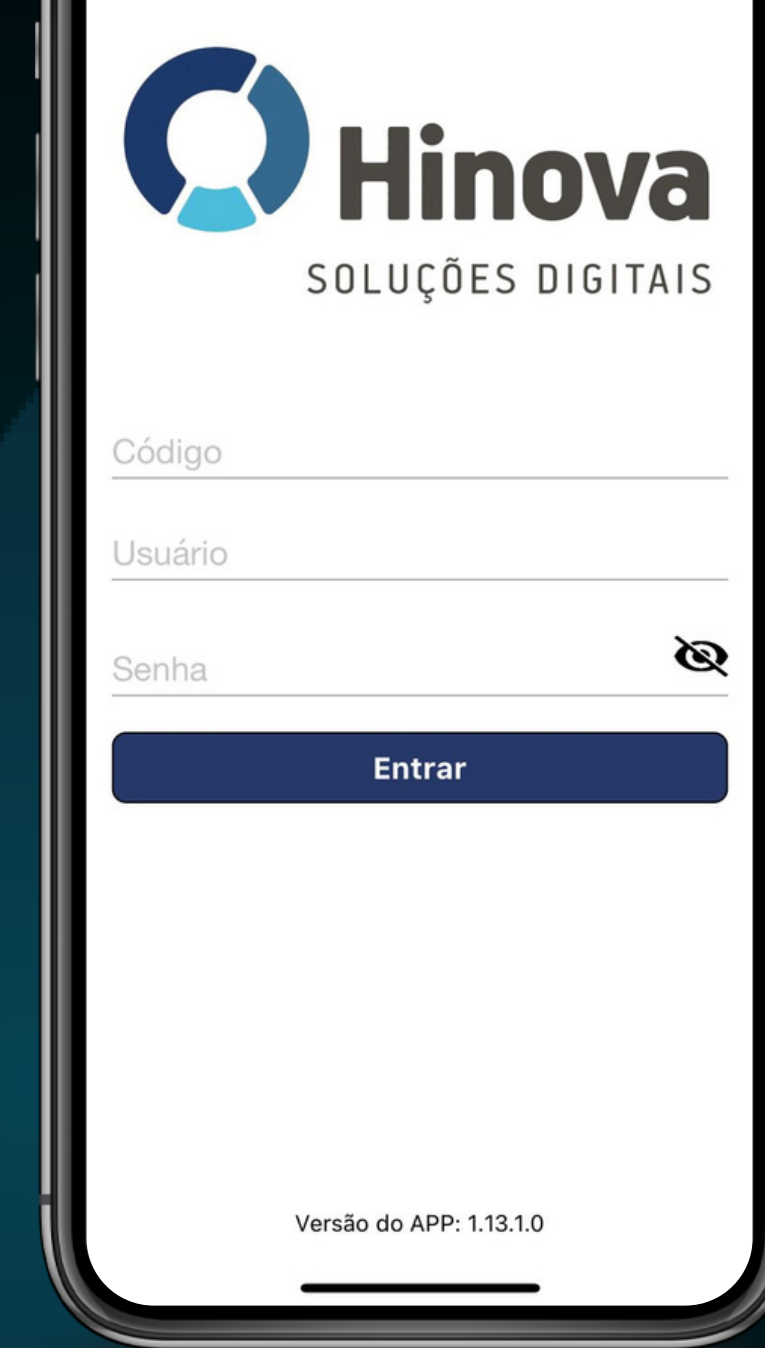 Hinova
SOLUÇÕES DIGITAIS
Código
Usuário
Senha
Entrar
Versão do APP: 1.13.1.0